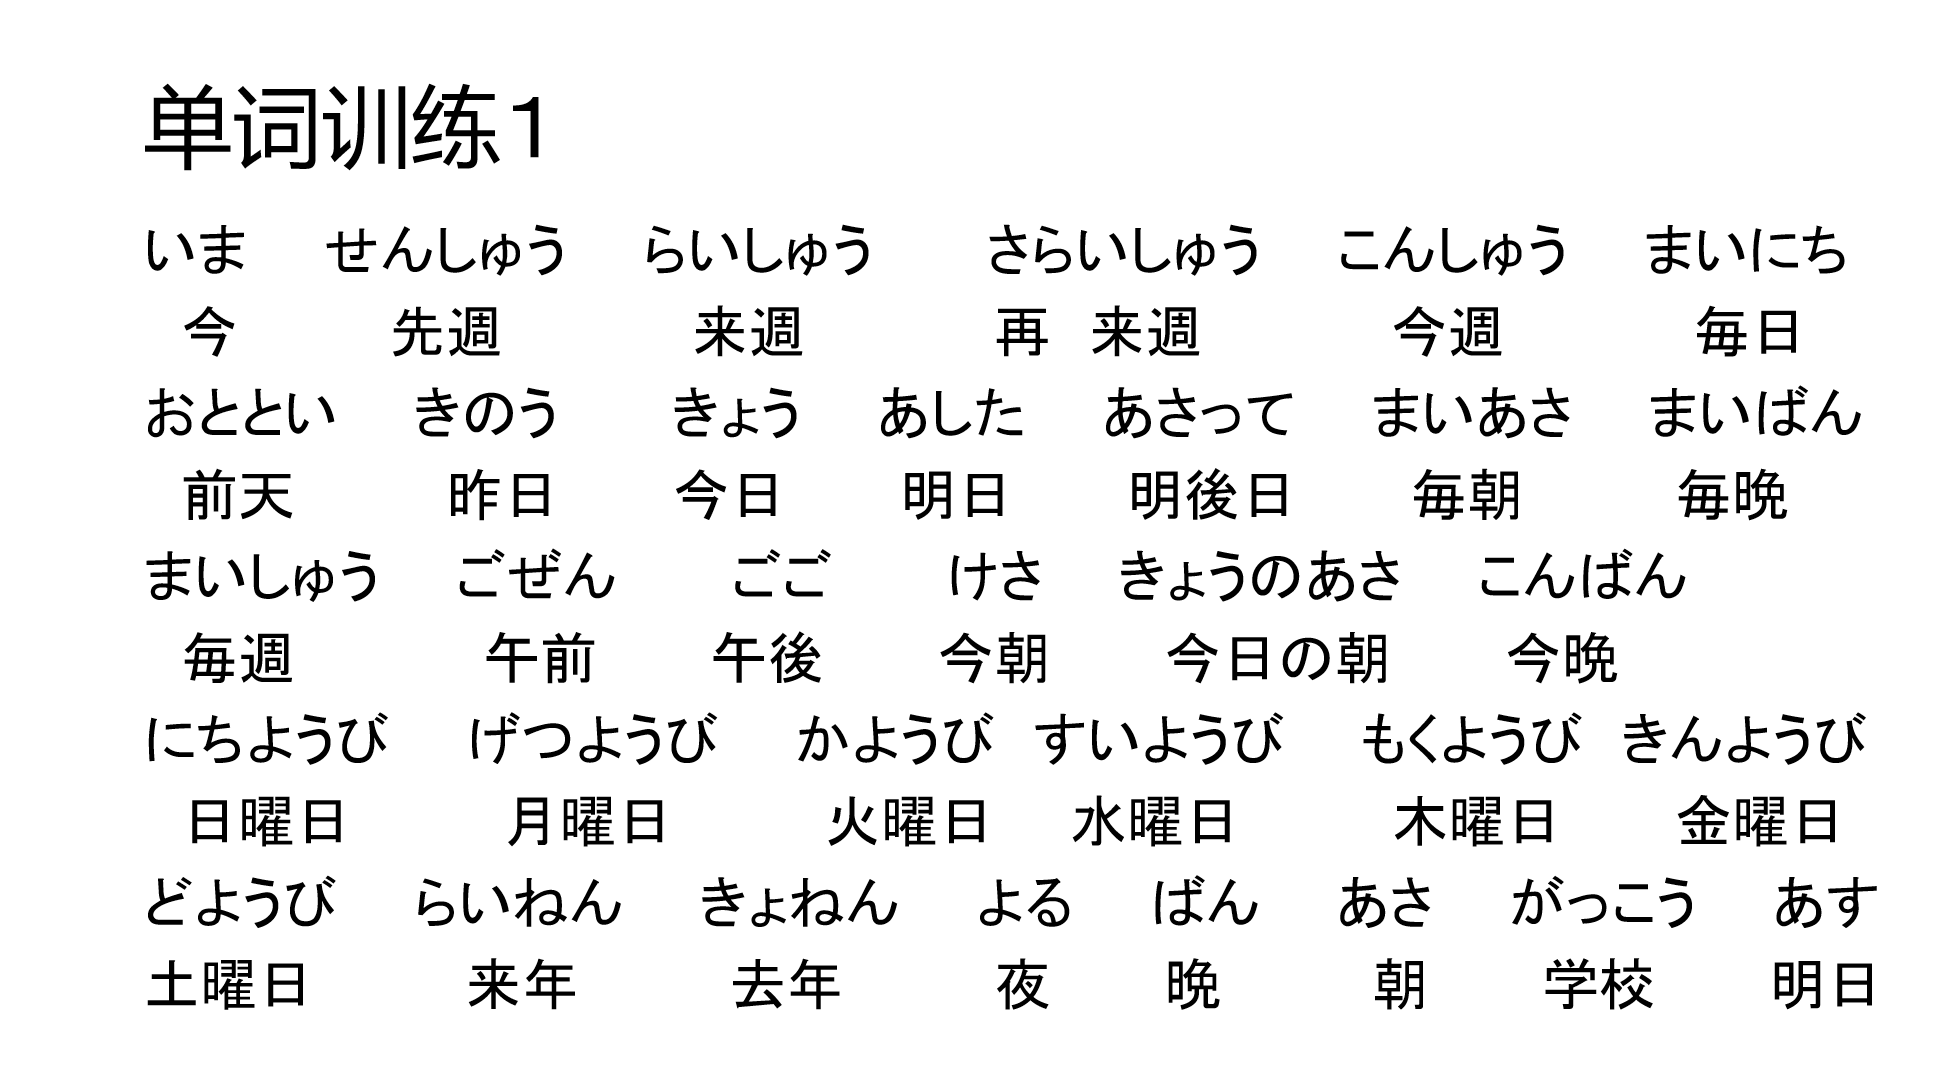 单词训练1
いま せんしゅう らいしゅう さらいしゅう こんしゅう まいにち
今 先週 来週 再 来週 今週 毎日
おととい きのう きょう あした あさって まいあさ まいばん
前天 昨日 今日 明日 明後日 毎朝 毎晩
まいしゅう ごぜん ごご けさ きょうのあさ こんばん
毎週 午前 午後 今朝 今日の朝 今晩
にちようび げつようび かようび すいようび もくようび きんようび
日曜日 月曜日 火曜日 水曜日 木曜日 金曜日
どようび らいねん きょねん よる ばん あさ がっこう あす
土曜日 来年 去年 夜 晩 朝 学校 明日